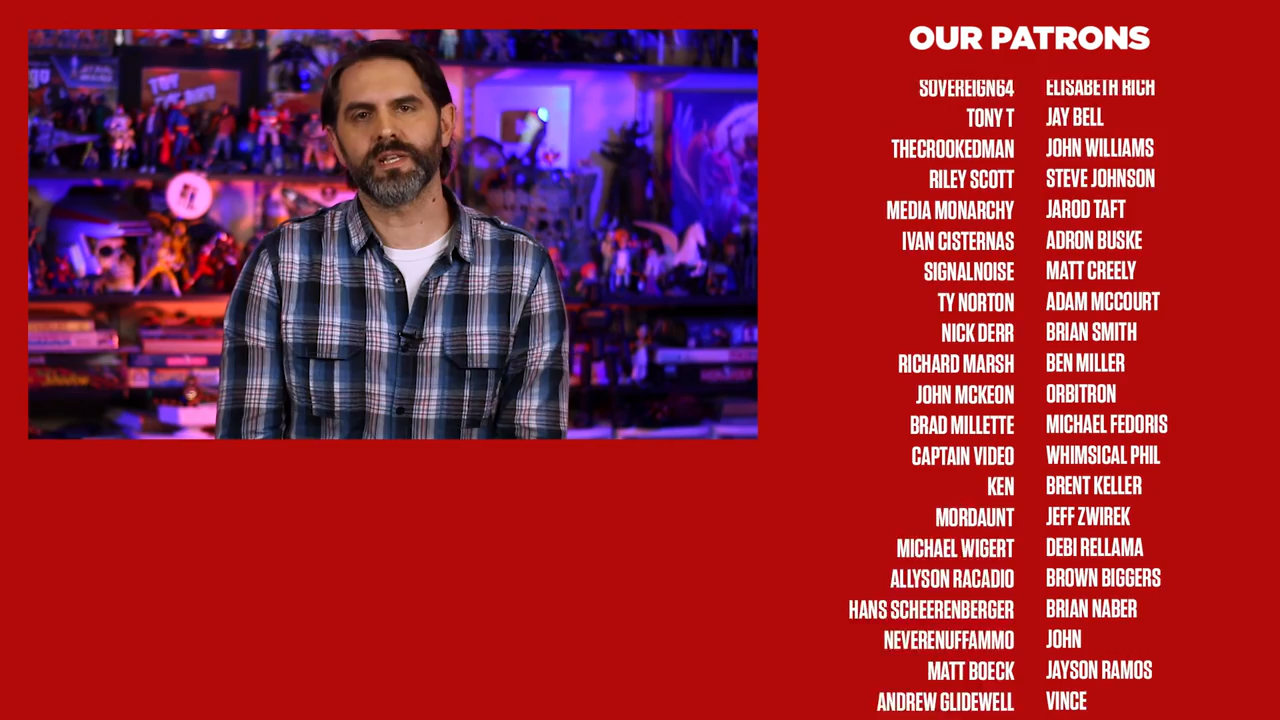 OUR PATRONS
SOVEREIGN64 ELISABETH RICH
TONY T JAY BELL
THECROOKEDMAN JOHN WILLIAMS
RILEY SCOTT STEVE JOHNSON
MEDIA MONARCHY JAROD TAFT
IVAN CISTERNAS ADRON BUSKE
SIGNALNOISE MATT CREELY
TY NORTON ADAM MCCOURT
NICK DERR BRIAN SMITH
RICHARD MARSH BEN MILLER
JOHN MCKEON ORBITRON
BRAD MILLETTE MICHAEL FEDORIS
CAPTAIN VIDEO WHIMSICAL PHIL
KEN BRENT KELLER
MORDAUNT JEFF ZWIREK
MICHAEL WIGERT DEBI RELLAMA
ALLYSON RACADIO BROWN BIGGERS
HANS SCHEERENBERGER BRIAN NABER
NEVERENUFFAMMO JOHN
MATT BOECK JAYSON RAMOS
ANDREW GLIDEWELL VINCE